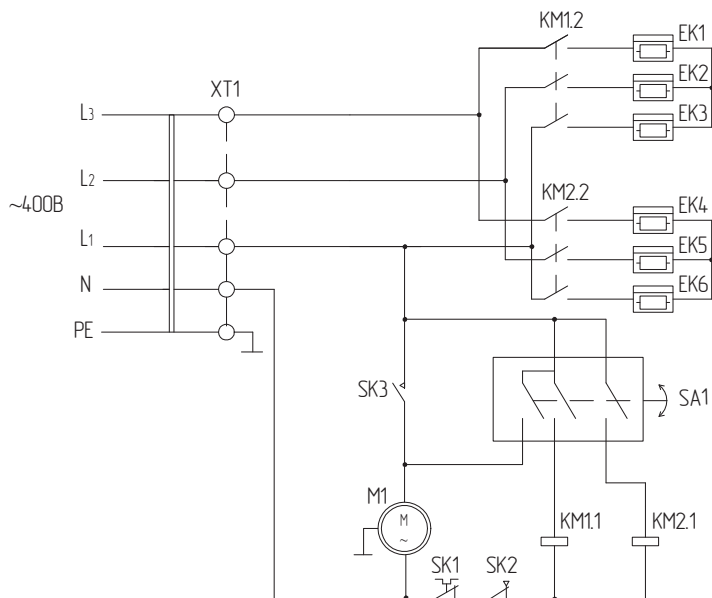 KM1.2
EK1
EK2
EK3
XT1
L3
L2
~400В
KM2.2
EK4
EK5
EK6
L1
N
PE
SK3
SA1
M1
M
~
KM1.1
KM2.1
SK1
SK2